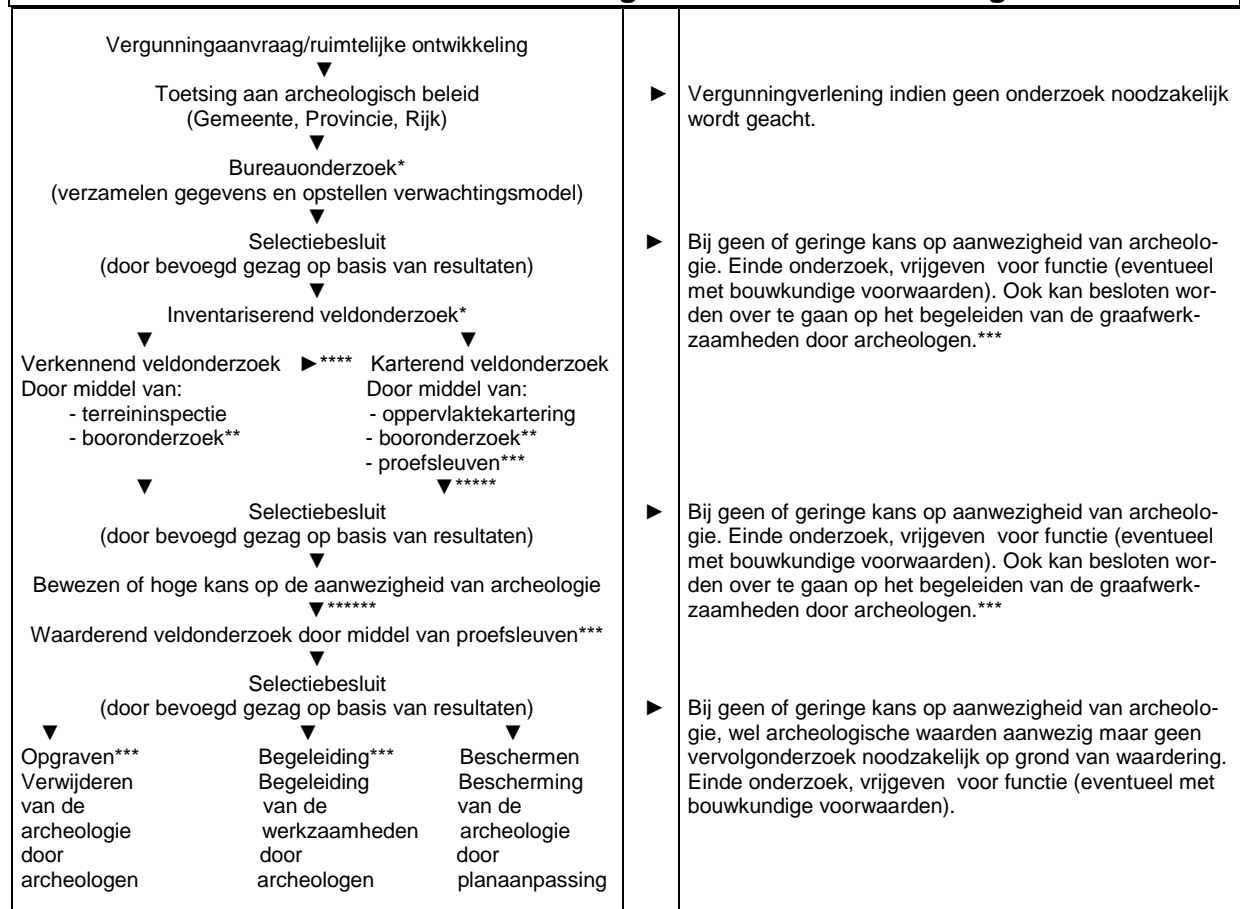 Vergunningaanvraag/ruimtelijke ontwikkeling
▼
Toetsing aan archeologisch beleid
(Gemeente, Provincie, Rijk)
► Vergunningverlening indien geen onderzoek noodzakelijk
wordt geacht.
▼
Bureauonderzoek*
(verzamelen gegevens en opstellen verwachtingsmodel)
▼
Selectiebesluit
(door bevoegd gezag op basis van resultaten)
► Bij geen of geringe kans op aanwezigheid van archeolo-
gie. Einde onderzoek, vrijgeven voor functie (eventueel
met bouwkundige voorwaarden). Ook kan besloten wor-
den over te gaan op het begeleiden van de graafwerk-
zaamheden door archeologen.***
▼
Inventariserend veldonderzoek*
▼ ▼
Verkennend veldonderzoek ►**** Karterend veldonderzoek
Door middel van: Door middel van:
- terreininspectie - oppervlaktekartering
- booronderzoek** - booronderzoek**
- proefsleuven***
▼ ▼*****
Selectiebesluit
(door bevoegd gezag op basis van resultaten)
► Bij geen of geringe kans op aanwezigheid van archeolo-
gie. Einde onderzoek, vrijgeven voor functie (eventueel
met bouwkundige voorwaarden). Ook kan besloten wor-
den over te gaan op het begeleiden van de graafwerk-
zaamheden door archeologen.***
▼
Bewezen of hoge kans op de aanwezigheid van archeologie
▼******
Waarderend veldonderzoek door middel van proefsleuven***
▼
Selectiebesluit
(door bevoegd gezag op basis van resultaten)
► Bij geen of geringe kans op aanwezigheid van archeolo-
gie, wel archeologische waarden aanwezig maar geen
vervolgonderzoek noodzakelijk op grond van waardering.
Einde onderzoek, vrijgeven voor functie (eventueel met
bouwkundige voorwaarden).
▼ ▼ ▼
Opgraven*** Begeleiding*** Beschermen
Verwijderen Begeleiding Bescherming
van de van de van de
archeologie werkzaamheden archeologie
door door door
archeologen archeologen planaanpassing